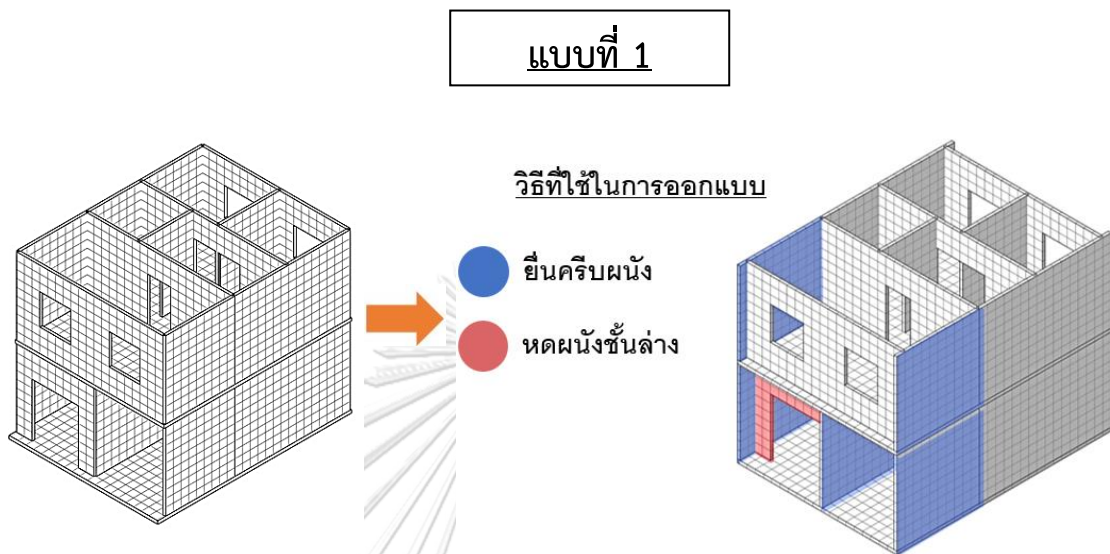 แบบที่ 1
วิธีที่ใช้ในการออกแบบ
ยื่นครีบผนัง
หดผนังชั้นล่าง